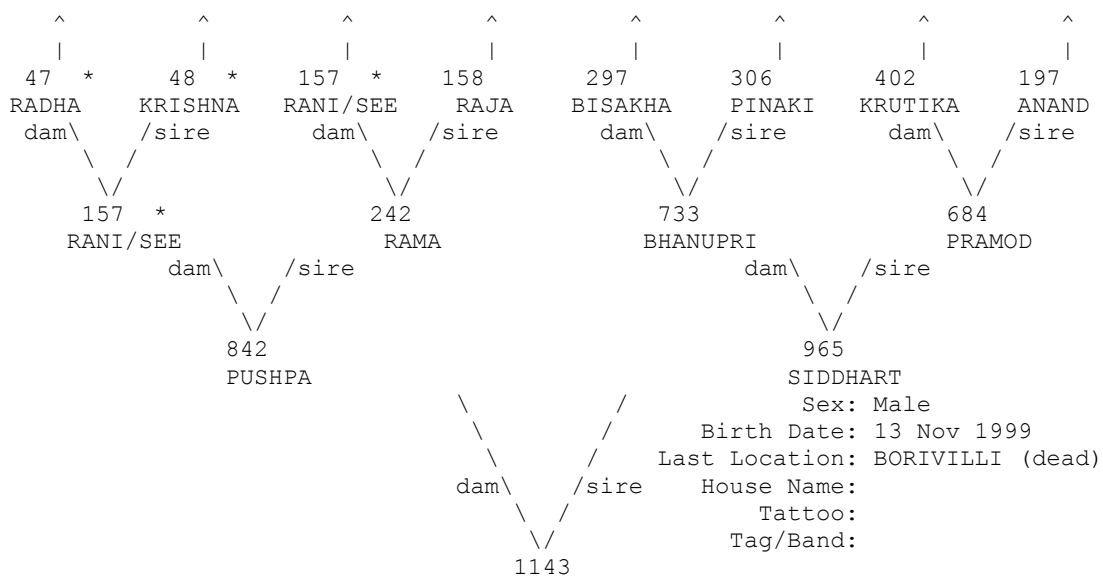 ^ ^ ^ ^ ^ ^ ^ ^
| | | | | | | |
47 * 48 * 157 * 158 297 306 402 197
RADHA KRISHNA RANI/SEE RAJA BISAKHA PINAKI KRUTIKA ANAND
dam\ /sire dam\ /sire dam\ /sire dam\ /sire
\ / \ / \ / \ /
\/ \/ \/ \/
157 * 242 733 684
RANI/SEE RAMA BHANUPRI PRAMOD
dam\ /sire dam\ /sire
\ / \ /
\/ \/
842 965
PUSHPA SIDDHART
\ / Sex: Male
\ / Birth Date: 13 Nov 1999
\ / Last Location: BORIVILLI (dead)
dam\ /sire House Name:
\ / Tattoo:
\/ Tag/Band:
1143